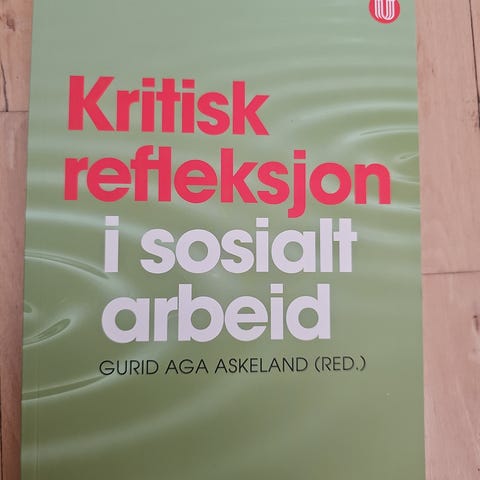 Kritisk
refleksjon
i sosialt
arbeid
GURID AGA ASKELAND (RED.)